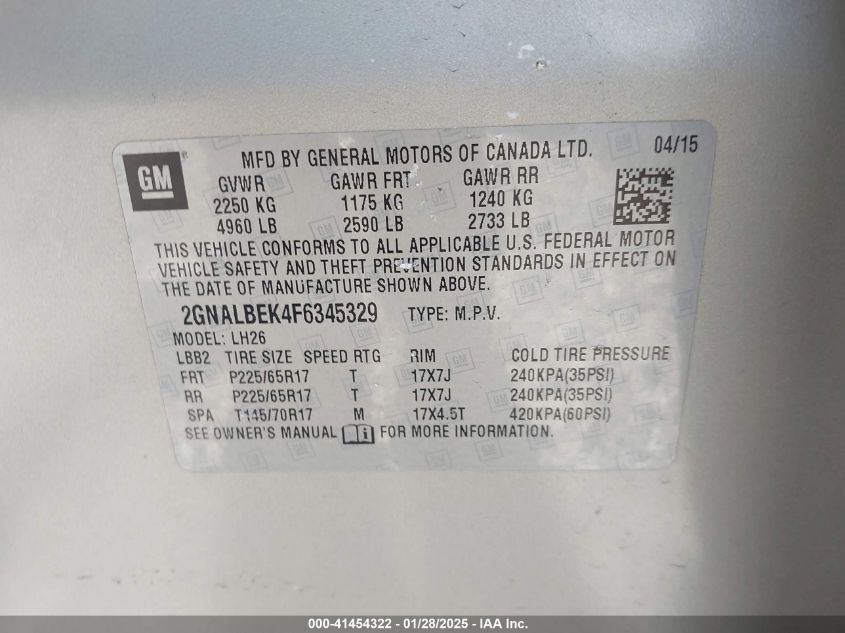 GM
MFD BY GENERAL MOTORS OF CANADA LTD. 04/15
GVWR GAWR FRT GAWR RR
2250 KG 1175 KG 1240 KG
4960 LB 2590 LB 2733 LB
THIS VEHICLE CONFORMS TO ALL APPLICABLE U.S. FEDERAL MOTOR
VEHICLE SAFETY AND THEFT PREVENTION STANDARDS IN EFFECT ON
THE DATE OF MANUFACTURE SHOWN ABOVE.
2GNALBEK4F6345329 TYPE: M.P.V.
MODEL: LH26
LBB2 TIRE SIZE SPEED RTG RIM COLD TIRE PRESSURE
FRT P225/65R17 T 17X7J 240KPA(35PSI)
RR P225/65R17 T 17X7J 240KPA(35PSI)
SPA T145/70R17 M 17X4.5T 420KPA(60PSI)
SEE OWNER'S MANUAL i FOR MORE INFORMATION.
000-41454322 | 01/28/2025 - IAA Inc.